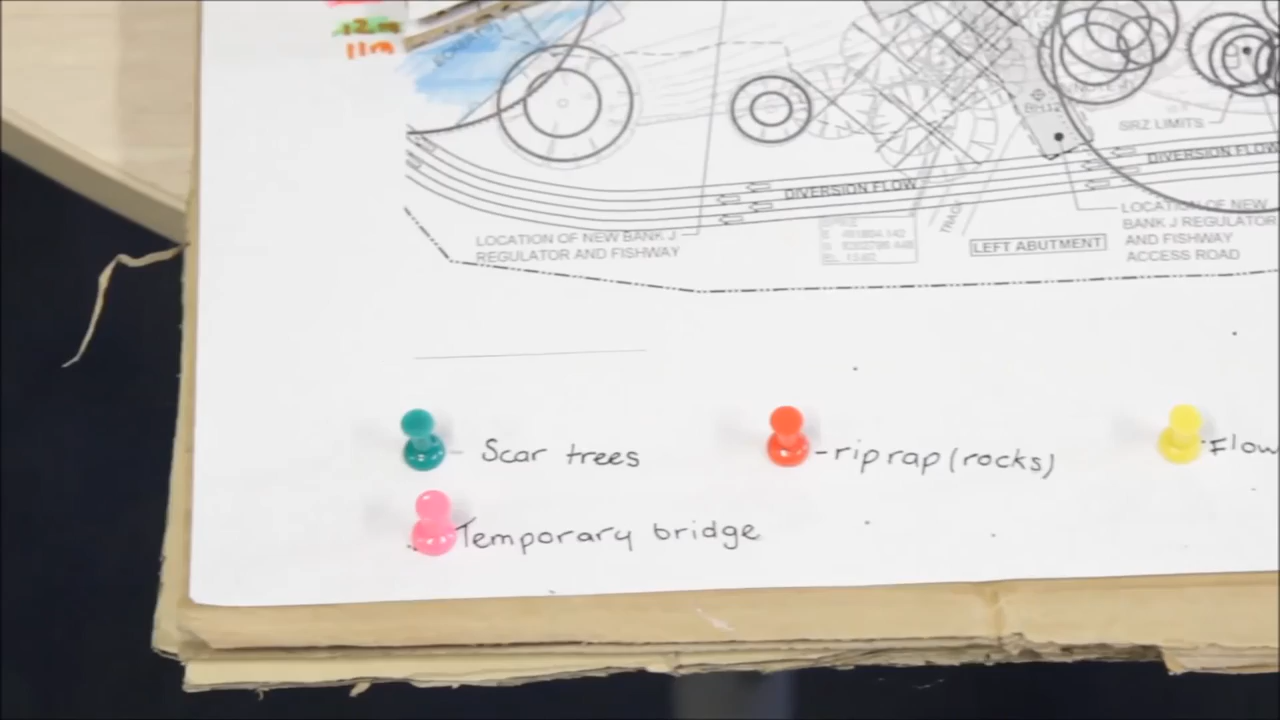 12m
11m
SRZ LIMITS
DIVERSION FLOW
DIVERSION FLOW
LOCATION OF NEW BANK J
REGULATOR AND FISHWAY
TRACK
LEFT ABUTMENT
LOCATION OF NEW
BANK J REGULATOR
AND FISHWAY
ACCESS ROAD
- Scar trees
-rip rap (rocks)
Flow
Temporary bridge